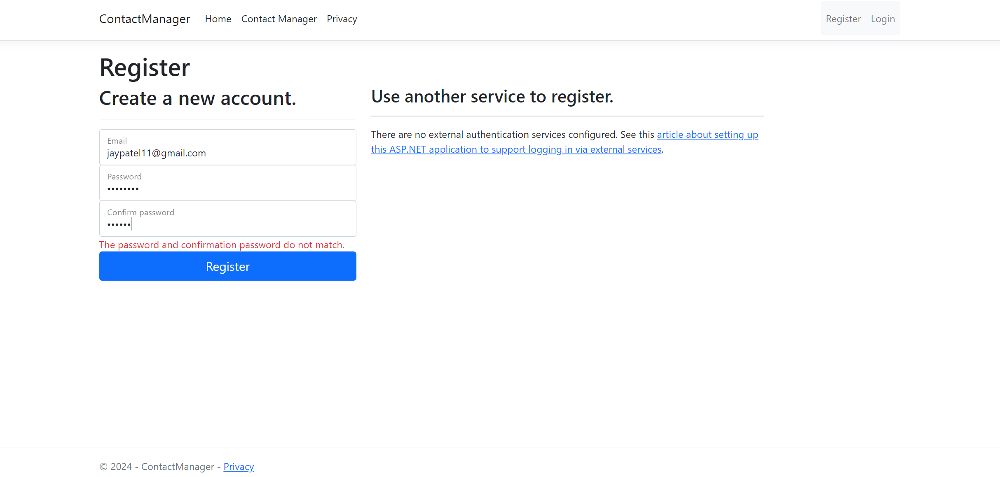 ContactManager Home Contact Manager Privacy Register Login
Register
Create a new account.
Email
jaypatel11@gmail.com
Password
••••••••
Confirm password
••••••
The password and confirmation password do not match.
Register
Use another service to register.
There are no external authentication services configured. See this article about setting up
this ASP.NET application to support logging in via external services.
© 2024 - ContactManager - Privacy